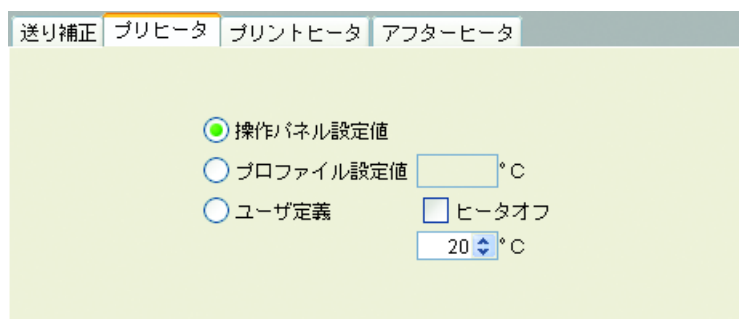 送り補正 プリヒータ プリントヒータ アフターヒータ
操作パネル設定値
プロファイル設定値 °C
ユーザ定義 ヒータオフ
20 °C